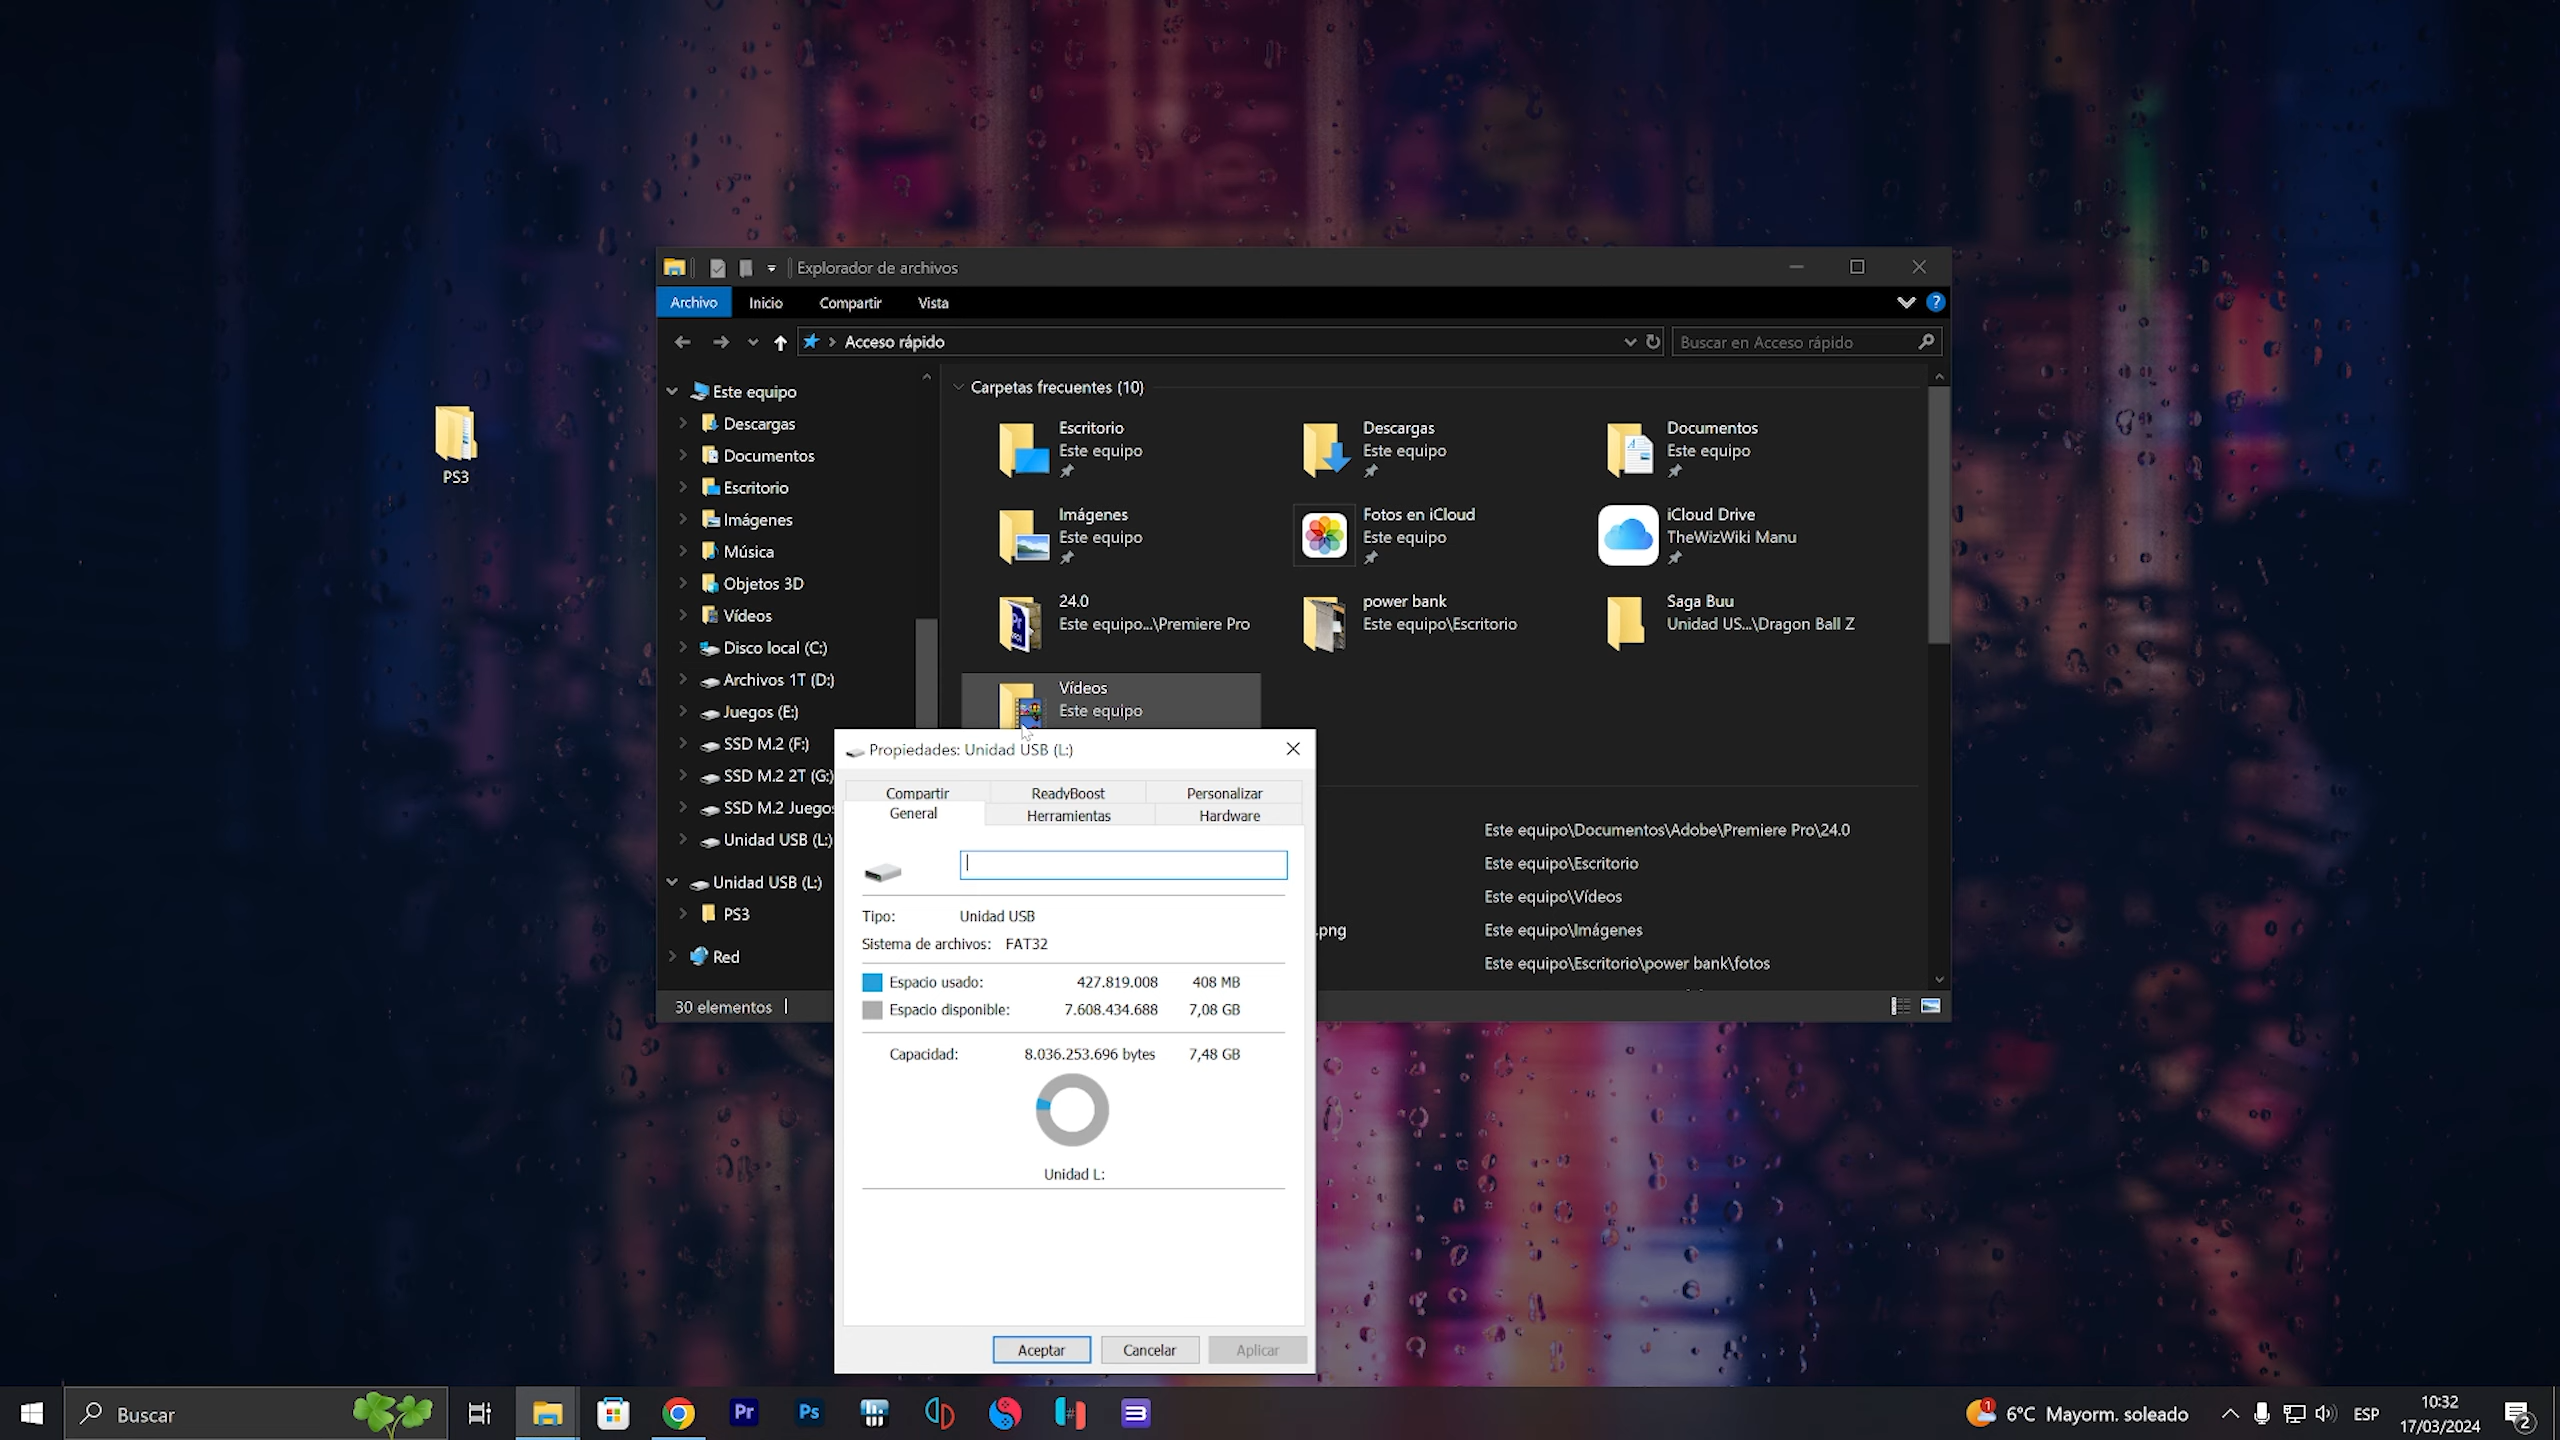 PS3
Explorador de archivos
Archivo
Inicio
Compartir
Vista
Acceso rápido
Buscar en Acceso rápido
Este equipo
Descargas
Documentos
Escritorio
Imágenes
Música
Objetos 3D
Vídeos
Disco local (C:)
Archivos 1T (D:)
Juegos (E:)
SSD M.2 (F:)
SSD M.2 2T (G:)
SSD M.2 Juegos
Unidad USB (L:)
Unidad USB (L:)
PS3
Red
30 elementos
Carpetas frecuentes (10)
Escritorio
Este equipo
Descargas
Este equipo
Documentos
Este equipo
Imágenes
Este equipo
Fotos en iCloud
Este equipo
iCloud Drive
TheWizWiki Manu
24.0
Este equipo...\Premiere Pro
power bank
Este equipo\Escritorio
Saga Buu
Unidad US...\Dragon Ball Z
Vídeos
Este equipo
Este equipo\Documentos\Adobe\Premiere Pro\24.0
Este equipo\Escritorio
Este equipo\Vídeos
.png
Este equipo\Imágenes
Este equipo\Escritorio\power bank\fotos
Propiedades: Unidad USB (L:)
Compartir
ReadyBoost
Personalizar
General
Herramientas
Hardware
Tipo: Unidad USB
Sistema de archivos: FAT32
Espacio usado: 427.819.008 408 MB
Espacio disponible: 7.608.434.688 7,08 GB
Capacidad: 8.036.253.696 bytes 7,48 GB
Unidad L:
Aceptar
Cancelar
Aplicar
Buscar
Pr
Ps
1
6°C Mayorm. soleado
ESP
10:32
17/03/2024
2